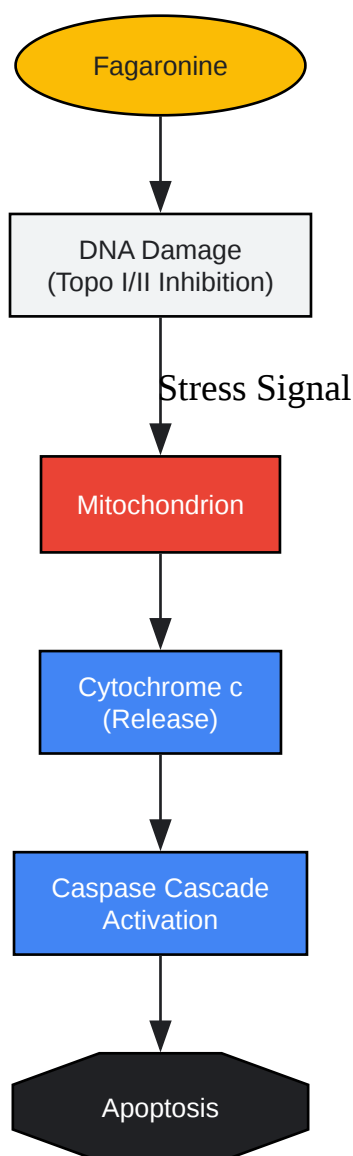 Fagaronine
DNA Damage
(Topo I/II Inhibition)
Stress Signal
Mitochondrion
Cytochrome c
(Release)
Caspase Cascade
Activation
Apoptosis